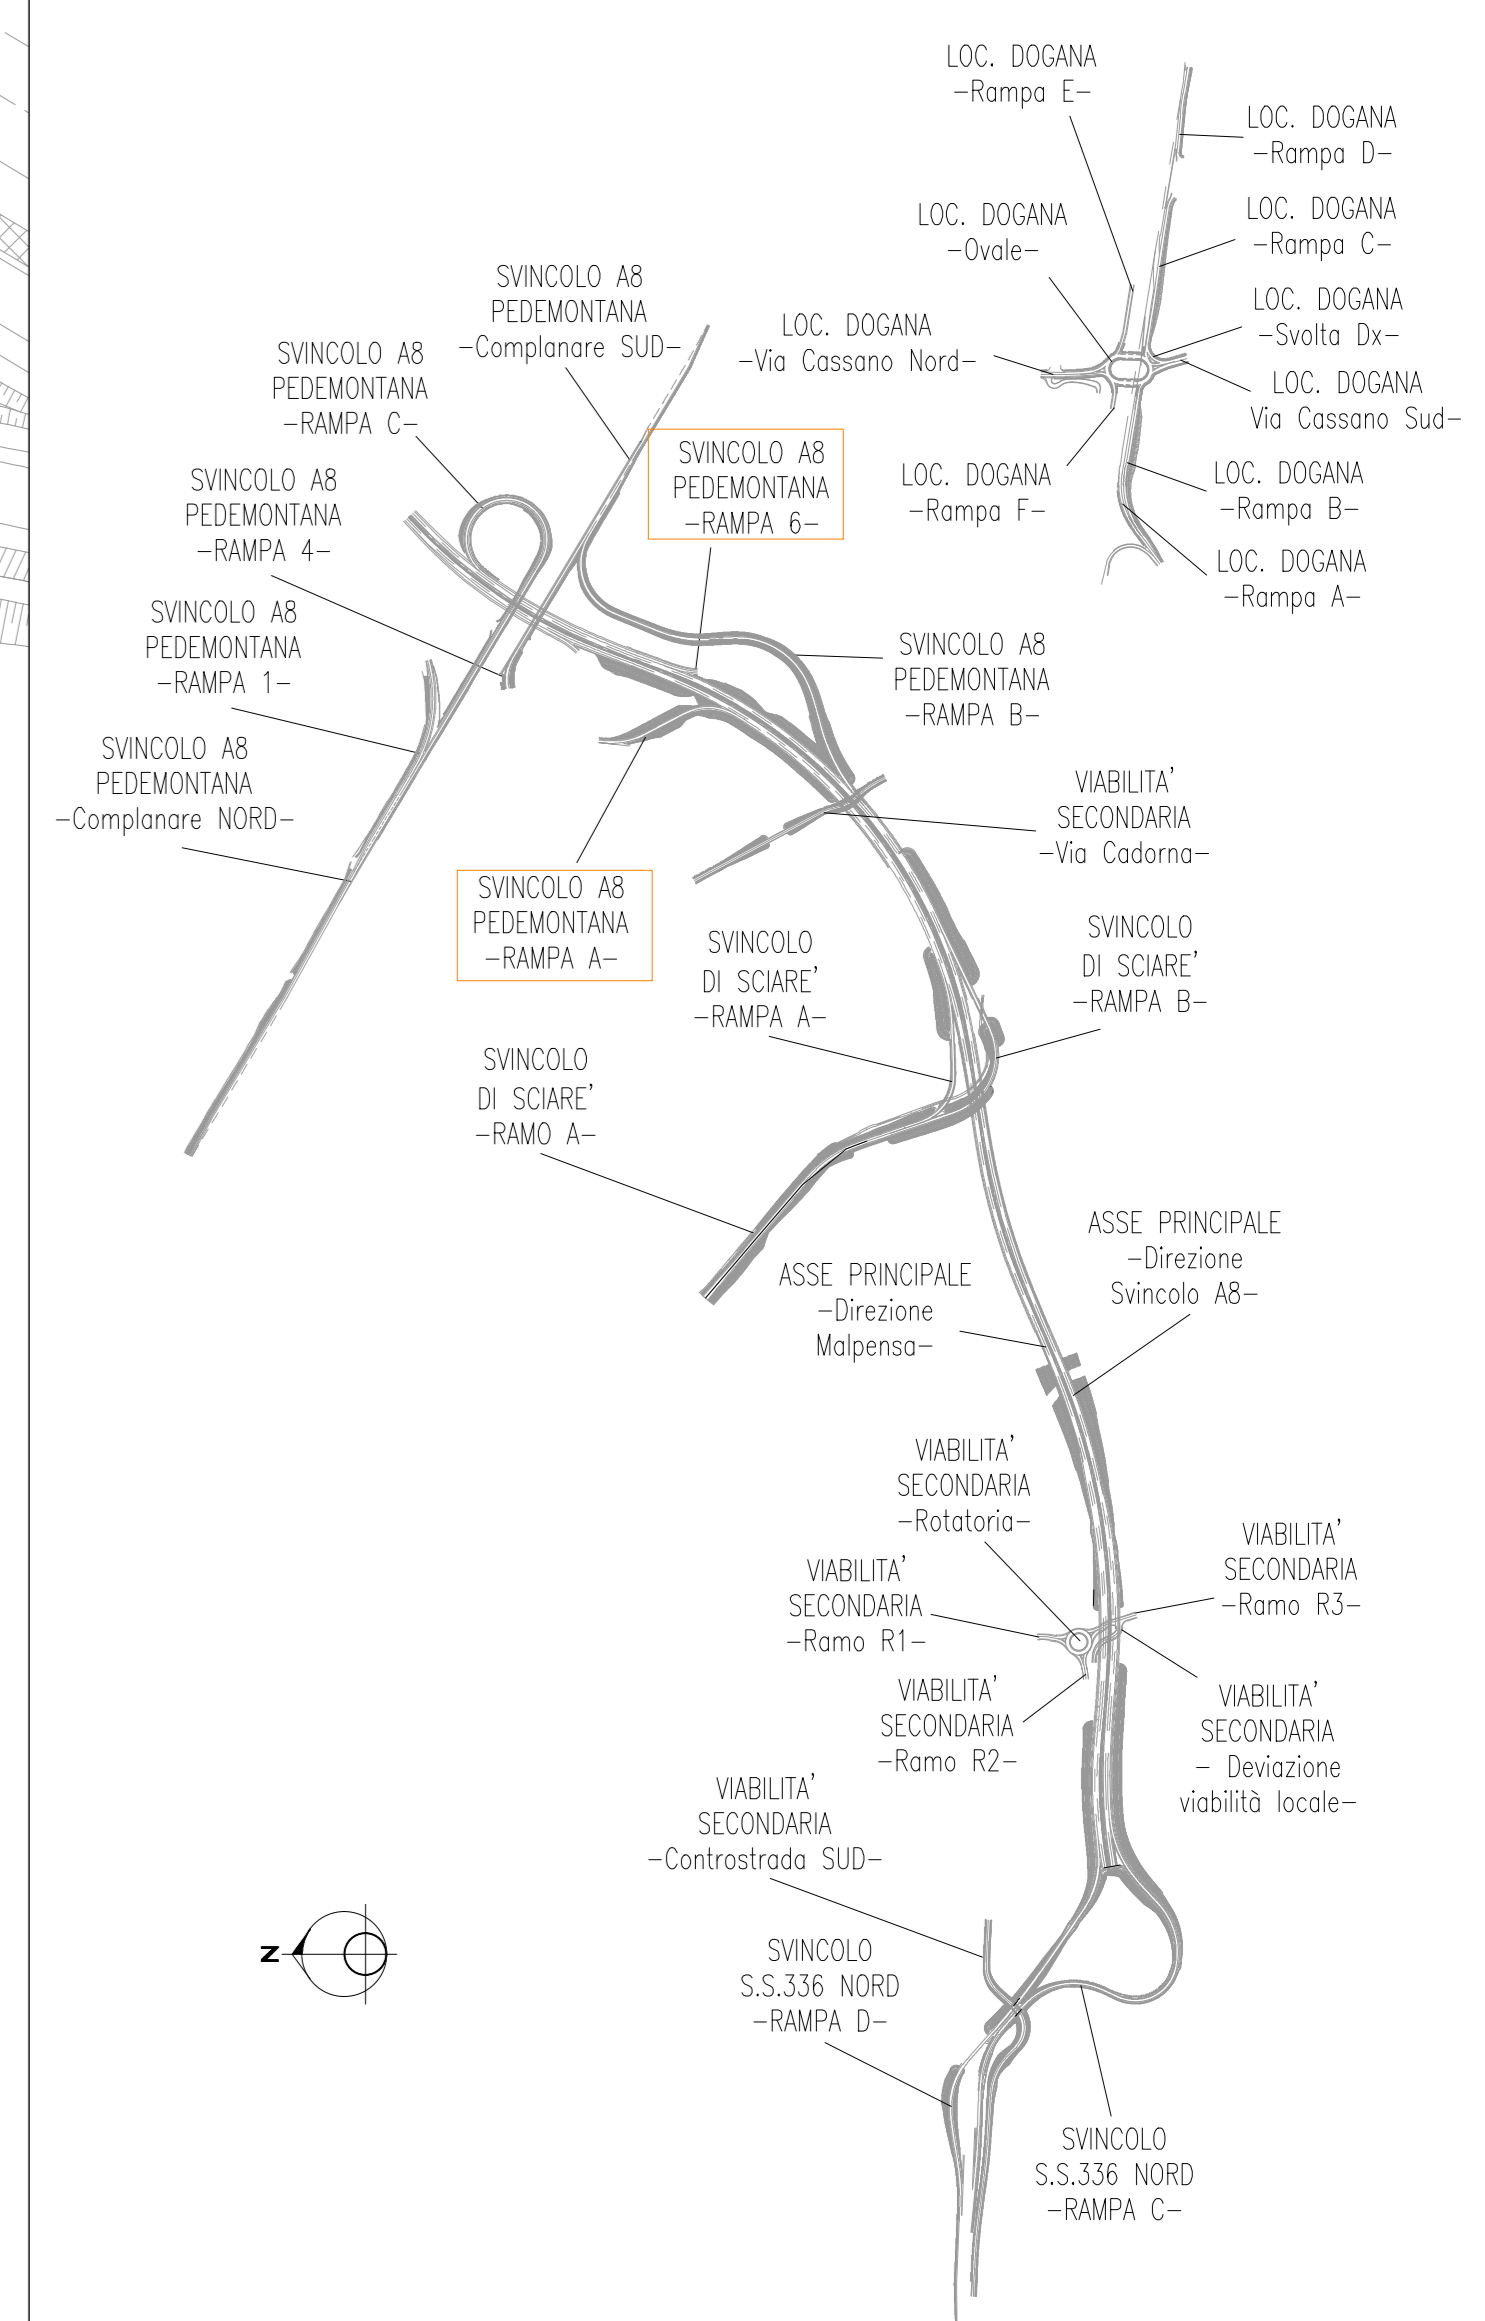 LOC. DOGANA
-Rampa E-
LOC. DOGANA
-Rampa D-
LOC. DOGANA
-Ovale-
LOC. DOGANA
-Rampa C-
SVINCOLO A8
PEDEMONTANA
-Complanare SUD-
LOC. DOGANA
-Via Cassano Nord-
LOC. DOGANA
-Svolta Dx-
SVINCOLO A8
PEDEMONTANA
-RAMPA C-
LOC. DOGANA
Via Cassano Sud-
SVINCOLO A8
PEDEMONTANA
-RAMPA 6-
SVINCOLO A8
PEDEMONTANA
-RAMPA 4-
LOC. DOGANA
-Rampa F-
LOC. DOGANA
-Rampa B-
LOC. DOGANA
-Rampa A-
SVINCOLO A8
PEDEMONTANA
-RAMPA 1-
SVINCOLO A8
PEDEMONTANA
-RAMPA B-
SVINCOLO A8
PEDEMONTANA
-Complanare NORD-
VIABILITA'
SECONDARIA
-Via Cadorna-
SVINCOLO A8
PEDEMONTANA
-RAMPA A-
SVINCOLO
DI SCIARE'
-RAMPA A-
SVINCOLO
DI SCIARE'
-RAMPA B-
SVINCOLO
DI SCIARE'
-RAMO A-
ASSE PRINCIPALE
-Direzione
Svincolo A8-
ASSE PRINCIPALE
-Direzione
Malpensa-
VIABILITA'
SECONDARIA
-Rotatoria-
VIABILITA'
SECONDARIA
-Ramo R3-
VIABILITA'
SECONDARIA
-Ramo R1-
VIABILITA'
SECONDARIA
-Ramo R2-
VIABILITA'
SECONDARIA
- Deviazione
viabilità locale-
VIABILITA'
SECONDARIA
-Controstrada SUD-
N
SVINCOLO
S.S.336 NORD
-RAMPA D-
SVINCOLO
S.S.336 NORD
-RAMPA C-